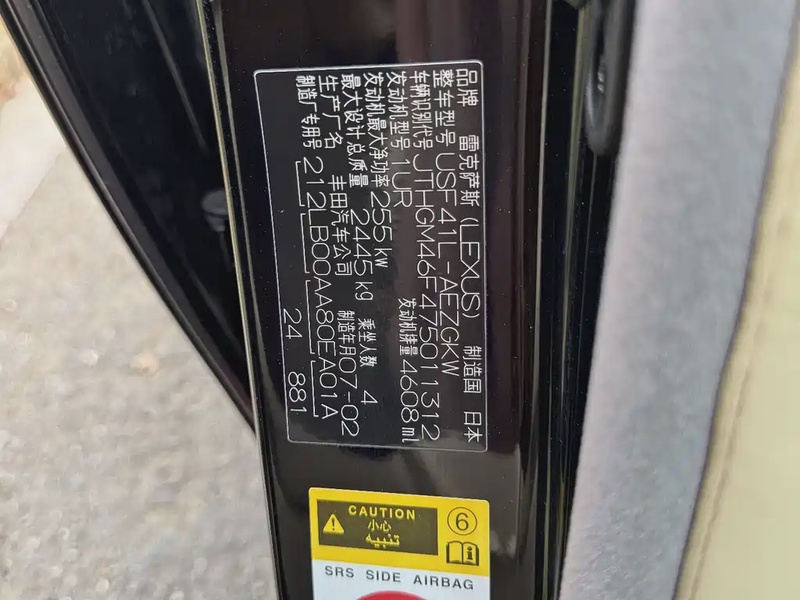 品牌 雷克萨斯(LEXUS) 制造国 日本
整车型号 USF41L-AEZGKW
车辆识别代号 JTHGM46F475011312
发动机型号 1UR 发动机排量 4608 ml
发动机最大净功率 255 kw
最大设计总质量 2445 kg 乘坐人数 4
生产厂名 丰田汽车公司 制造年月 07-02
制造厂专用号 212LB00AA80EA01A
24 881
CAUTION
小心
تنبيه
6
i
SRS SIDE AIRBAG